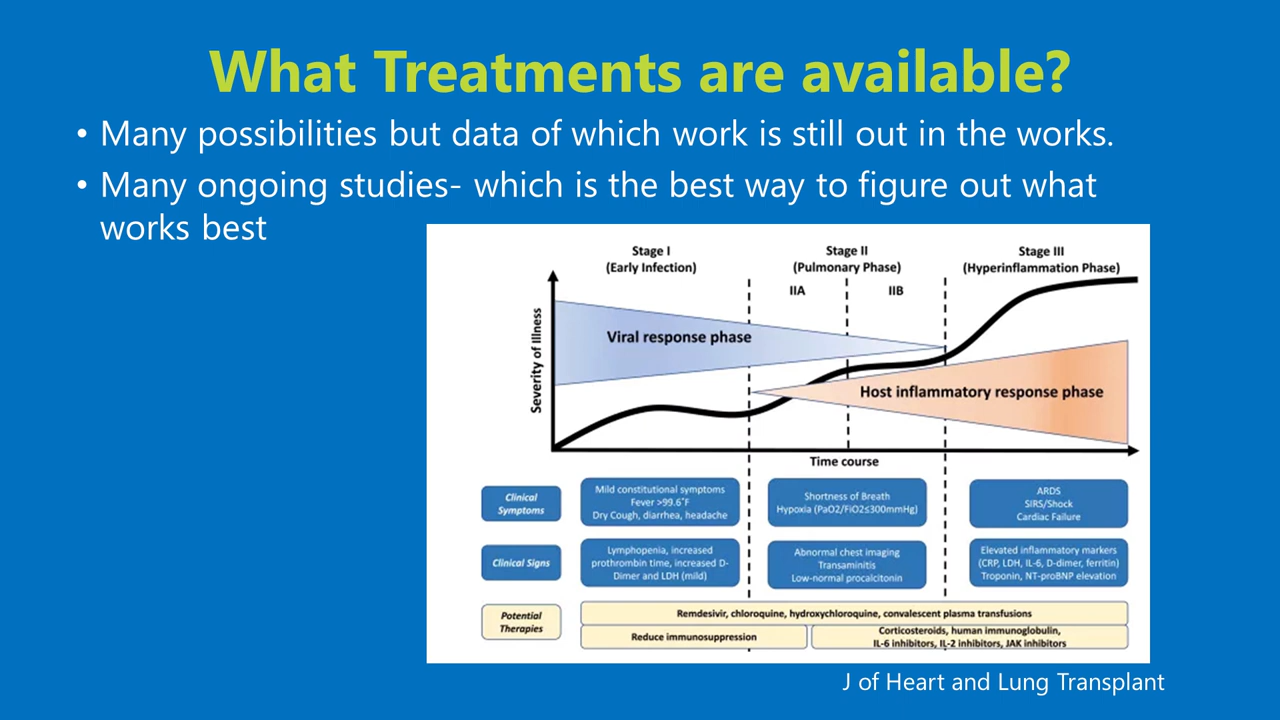 What Treatments are available?
• Many possibilities but data of which work is still out in the works.
• Many ongoing studies- which is the best way to figure out what
works best
Stage I
(Early Infection)
Stage II
(Pulmonary Phase)
Stage III
(Hyperinflammation Phase)
IIA
IIB
Severity of Illness
Viral response phase
Host inflammatory response phase
Time course
Clinical
Symptoms
Mild constitutional symptoms
Fever >99.6°F
Dry Cough, diarrhea, headache
Shortness of Breath
Hypoxia (PaO2/FiO2≤300mmHg)
ARDS
SIRS/Shock
Cardiac Failure
Clinical Signs
Lymphopenia, increased
prothrombin time, increased D-
Dimer and LDH (mild)
Abnormal chest imaging
Transaminitis
Low-normal procalcitonin
Elevated inflammatory markers
(CRP, LDH, IL-6, D-dimer, ferritin)
Troponin, NT-proBNP elevation
Potential
Therapies
Remdesivir, chloroquine, hydroxychloroquine, convalescent plasma transfusions
Reduce immunosuppression
Corticosteroids, human immunoglobulin,
IL-6 inhibitors, IL-2 inhibitors, JAK inhibitors
J of Heart and Lung Transplant